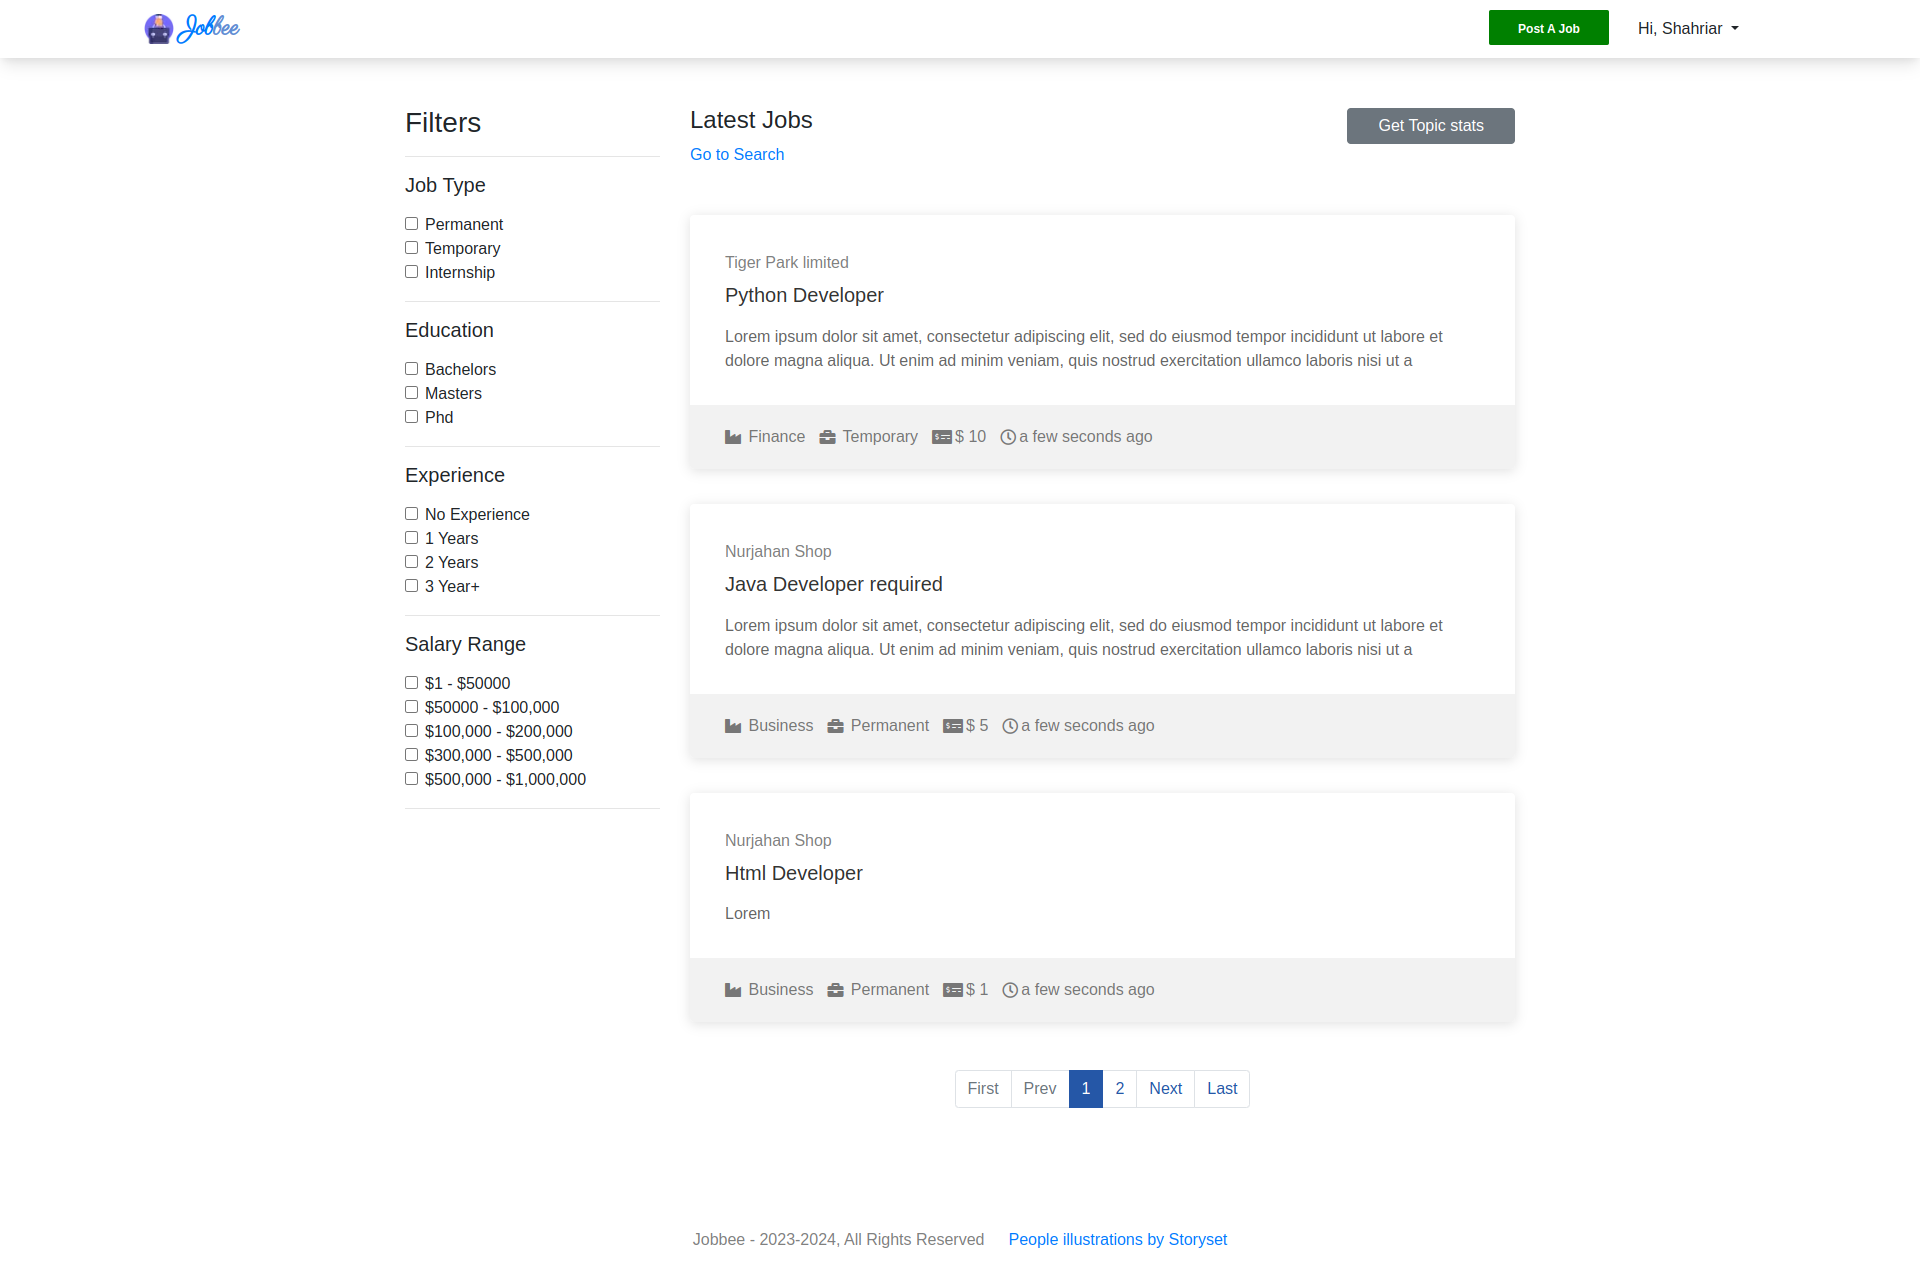 Jobbee
Post A Job
Hi, Shahriar
Filters
Job Type
Permanent
Temporary
Internship
Education
Bachelors
Masters
Phd
Experience
No Experience
1 Years
2 Years
3 Year+
Salary Range
$1 - $50000
$50000 - $100,000
$100,000 - $200,000
$300,000 - $500,000
$500,000 - $1,000,000
Latest Jobs
Get Topic stats
Go to Search
Tiger Park limited
Python Developer
Lorem ipsum dolor sit amet, consectetur adipiscing elit, sed do eiusmod tempor incididunt ut labore et
dolore magna aliqua. Ut enim ad minim veniam, quis nostrud exercitation ullamco laboris nisi ut a
Finance Temporary $ 10 a few seconds ago
Nurjahan Shop
Java Developer required
Lorem ipsum dolor sit amet, consectetur adipiscing elit, sed do eiusmod tempor incididunt ut labore et
dolore magna aliqua. Ut enim ad minim veniam, quis nostrud exercitation ullamco laboris nisi ut a
Business Permanent $ 5 a few seconds ago
Nurjahan Shop
Html Developer
Lorem
Business Permanent $ 1 a few seconds ago
First Prev 1 2 Next Last
Jobbee - 2023-2024, All Rights Reserved People illustrations by Storyset